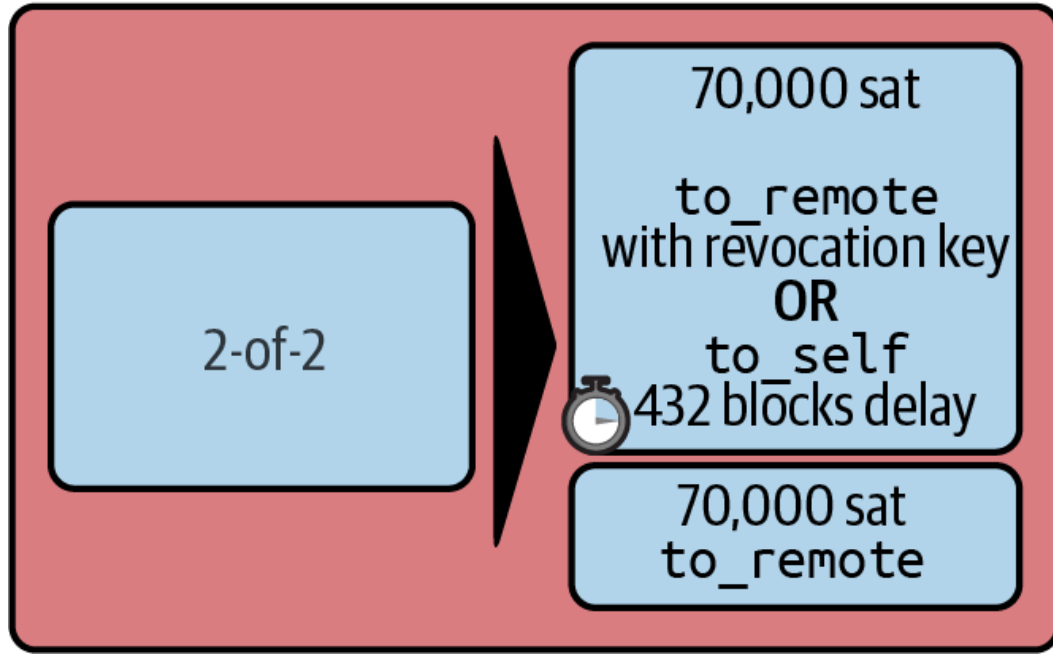 2-of-2
70,000 sat
to_remote
with revocation key
OR
to_self
432 blocks delay
70,000 sat
to_remote